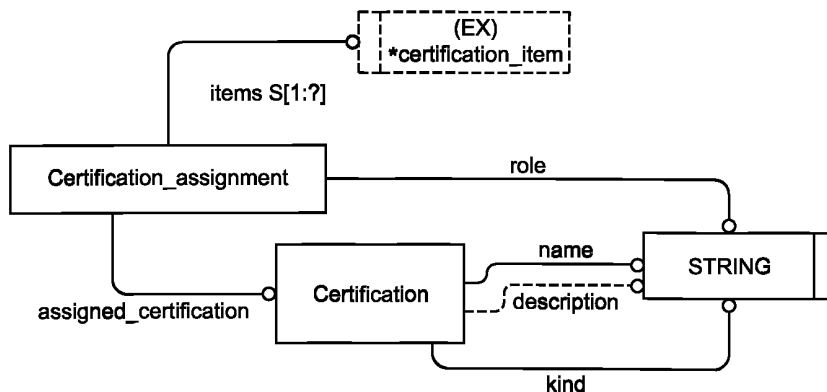 (EX)
*certification_item
items S[1:?]
Certification_assignment
role
name
STRING
Certification
description
assigned_certification
kind